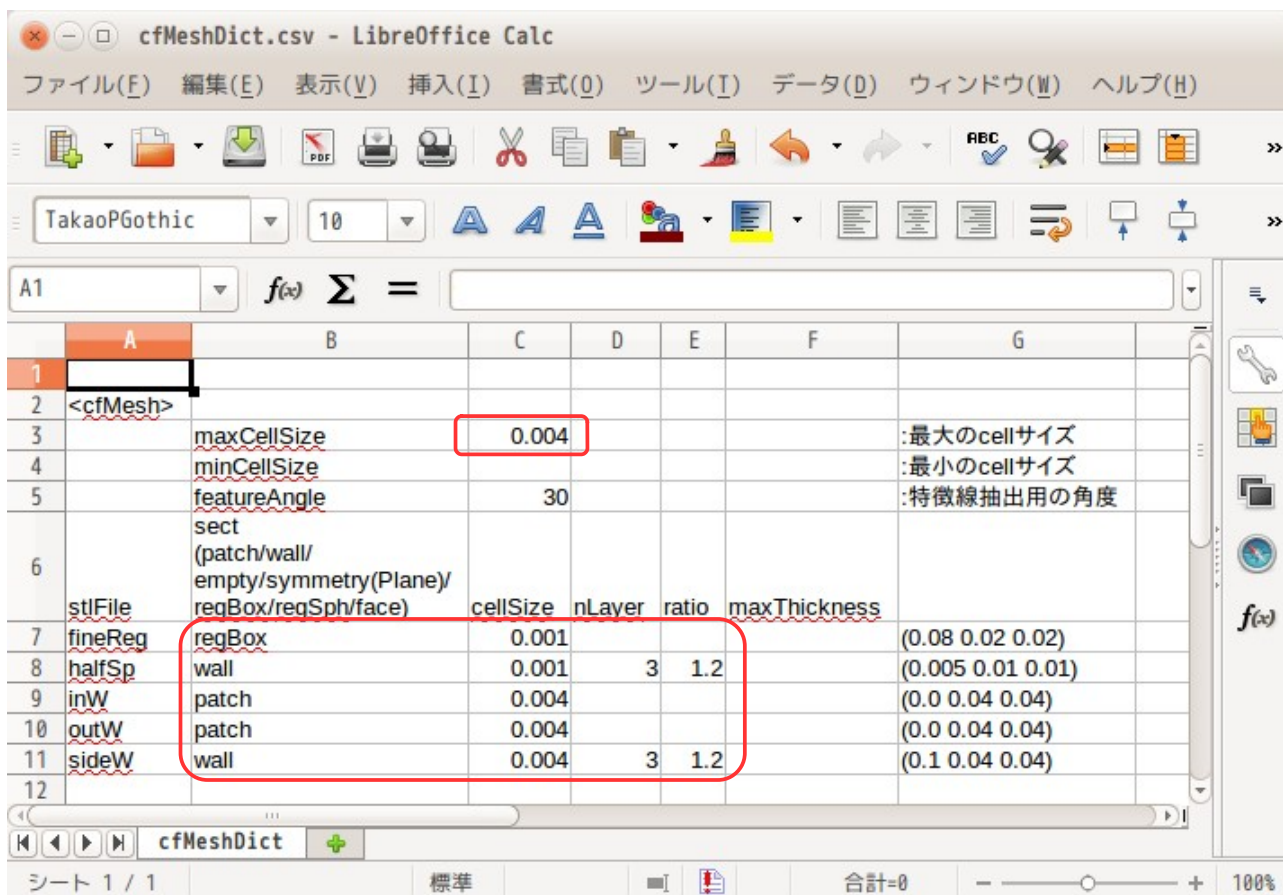 cfMeshDict.csv - LibreOffice Calc
ファイル(F) 編集(E) 表示(V) 挿入(I) 書式(O) ツール(T) データ(D) ウィンドウ(W) ヘルプ(H)
PDF ABC
TakaoPGothic 10
A1 f(x) Σ =
A B C D E F G
1
2 <cfMesh>
3 maxCellSize 0.004 :最大のcellサイズ
4 minCellSize :最小のcellサイズ
5 featureAngle 30 :特徴線抽出用の角度
sect
(patch/wall/
6 empty/symmetry(Plane)/
stlFile regBox/regSph/face) cellSize nLayer ratio maxThickness
7 fineReg regBox 0.001 (0.08 0.02 0.02)
8 halfSp wall 0.001 3 1.2 (0.005 0.01 0.01)
9 inW patch 0.004 (0.0 0.04 0.04)
10 outW patch 0.004 (0.0 0.04 0.04)
11 sideW wall 0.004 3 1.2 (0.1 0.04 0.04)
12
cfMeshDict
シート 1 / 1 標準 合計=0 100%